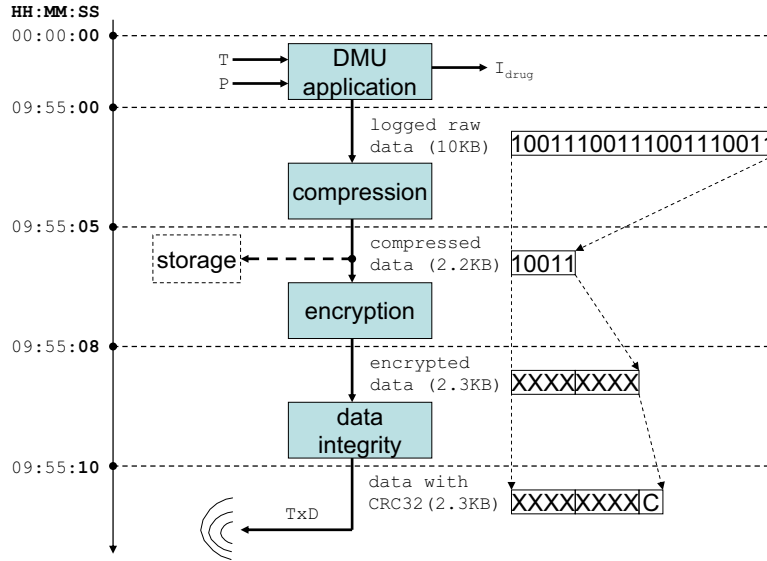 HH:MM:SS
00:00:00
T
P
DMU
application
I_drug
09:55:00
logged raw
data (10KB)
10011100111001110011
compression
09:55:05
storage
compressed
data (2.2KB)
10011
encryption
09:55:08
encrypted
data (2.3KB)
XXXXXXXX
data
integrity
09:55:10
data with
CRC32(2.3KB)
XXXXXXXXC
TxD